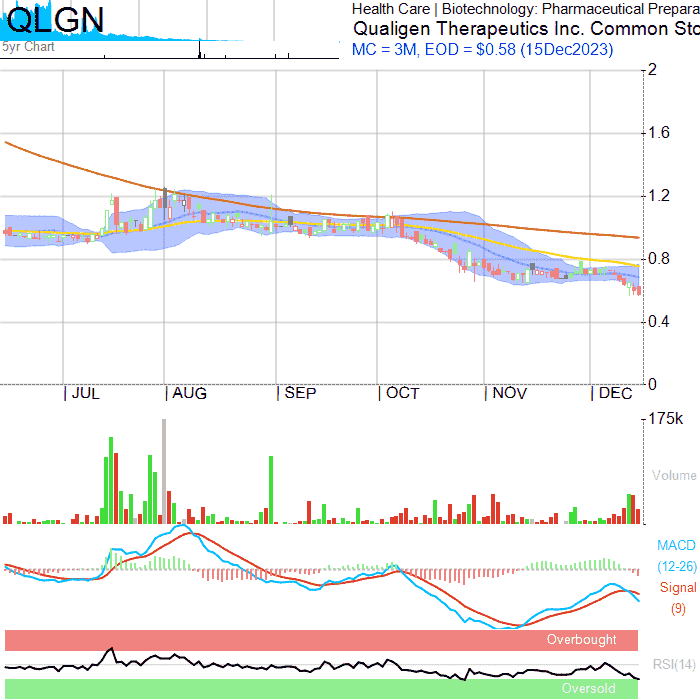 QLGN
5yr Chart
Health Care | Biotechnology: Pharmaceutical Prepara
Qualigen Therapeutics Inc. Common Sto
MC = 3M, EOD = $0.58 (15Dec2023)
2
1.6
1.2
0.8
0.4
0
JUL AUG SEP OCT NOV DEC
175k
Volume
MACD
(12-26)
Signal
(9)
Overbought
RSI(14)
Oversold